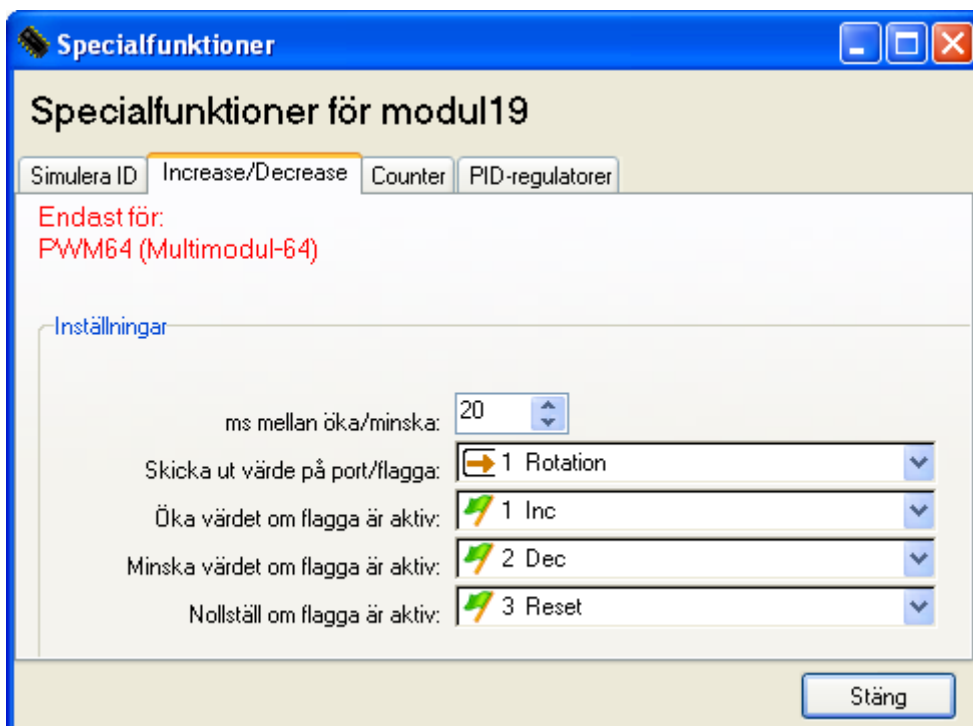 Specialfunktioner
Specialfunktioner för modul19
Simulera ID Increase/Decrease Counter PID-regulatorer
Endast för:
PWM64 (Multimodul-64)
Inställningar
ms mellan öka/minska: 20
Skicka ut värde på port/flagga: 1 Rotation
Öka värdet om flagga är aktiv: 1 Inc
Minska värdet om flagga är aktiv: 2 Dec
Nollställ om flagga är aktiv: 3 Reset
Stäng